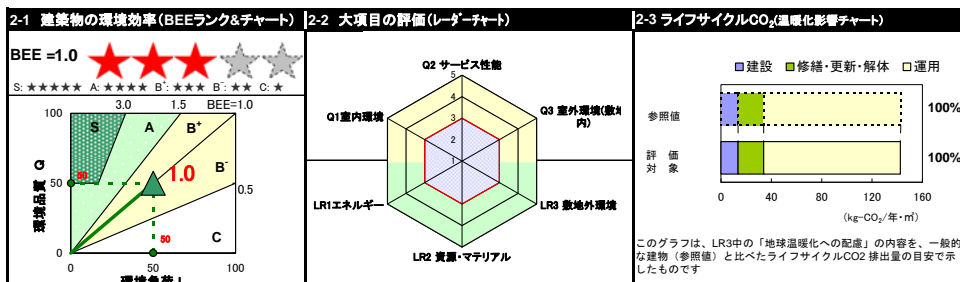 2-1 建築物の環境効率(BEEランク&チャート)
BEE =1.0
S: ★★★★★ A: ★★★★ B+: ★★★ B-: ★★ C: ★
3.0 1.5 BEE=1.0
100
S A B+
50
50
1.0
B-
0.5
50
C
0
0 50 100
環境品質 Q
環境負荷 L
2-2 大項目の評価(レーダーチャート)
Q2 サービス性能
5
4
3
2
1
Q1室内環境
Q3 室外環境(敷地
内)
LR1エネルギー
LR3 敷地外環境
LR2 資源・マテリアル
2-3 ライフサイクルCO2(温暖化影響チャート)
建設 修繕・更新・解体 運用
参照値
100%
評 価
対 象
100%
0 40 80 120 160
(kg-CO2/年・㎡)
このグラフは、LR3中の「地球温暖化への配慮」の内容を、一般的
な建物(参照値)と比べたライフサイクルCO2 排出量の目安で示
したものです